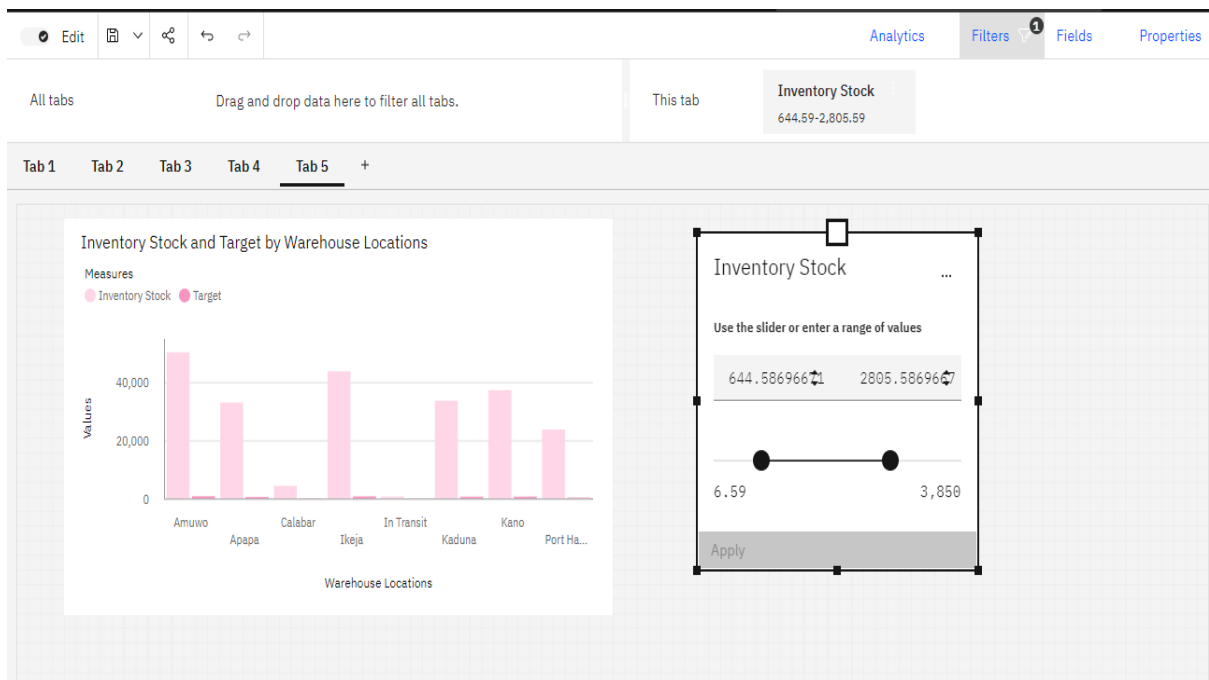 Edit
Analytics
Filters
1
Fields
Properties
All tabs
Drag and drop data here to filter all tabs.
This tab
Inventory Stock
644.59-2,805.59
Tab 1
Tab 2
Tab 3
Tab 4
Tab 5
+
Inventory Stock and Target by Warehouse Locations
Measures
Inventory Stock
Target
Values
40,000
20,000
0
Amuwo
Apapa
Calabar
Ikeja
In Transit
Kaduna
Kano
Port Ha...
Warehouse Locations
Inventory Stock
...
Use the slider or enter a range of values
644.58696671
2805.5869667
6.59
3,850
Apply